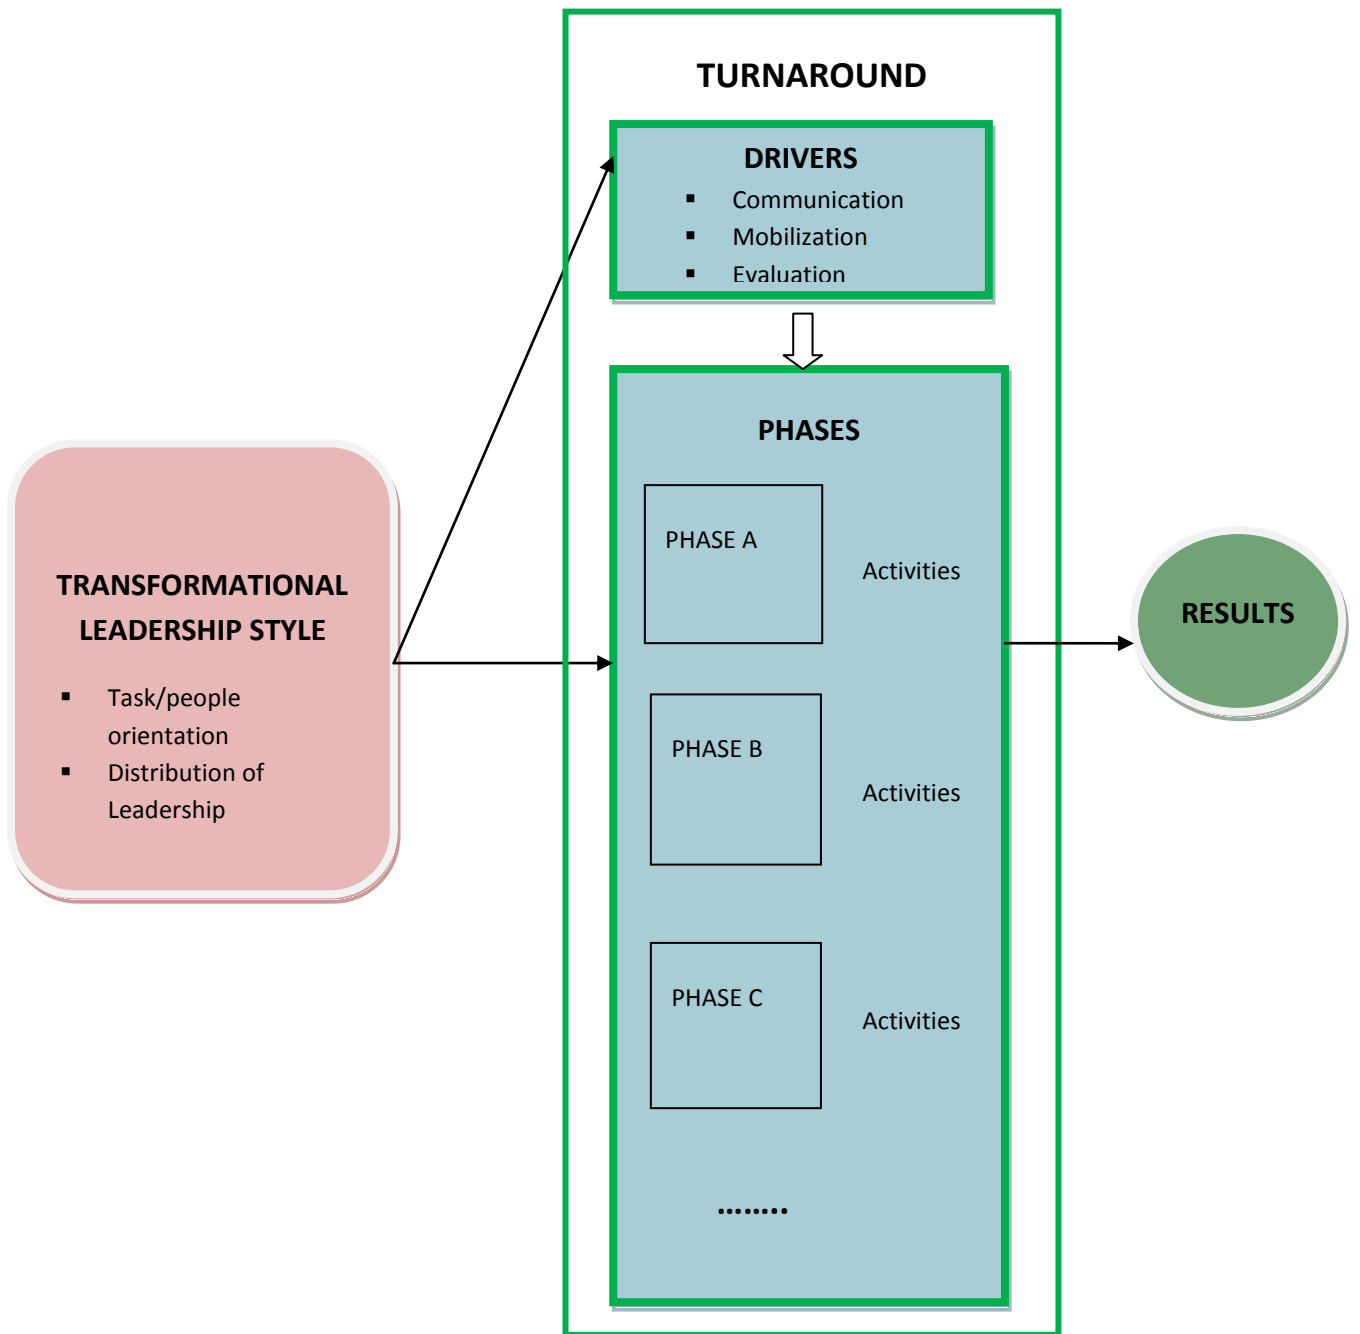 TURNAROUND
DRIVERS
▪ Communication
▪ Mobilization
▪ Evaluation
PHASES
PHASE A
Activities
PHASE B
Activities
PHASE C
Activities
........
TRANSFORMATIONAL
LEADERSHIP STYLE
▪ Task/people
orientation
▪ Distribution of
Leadership
RESULTS